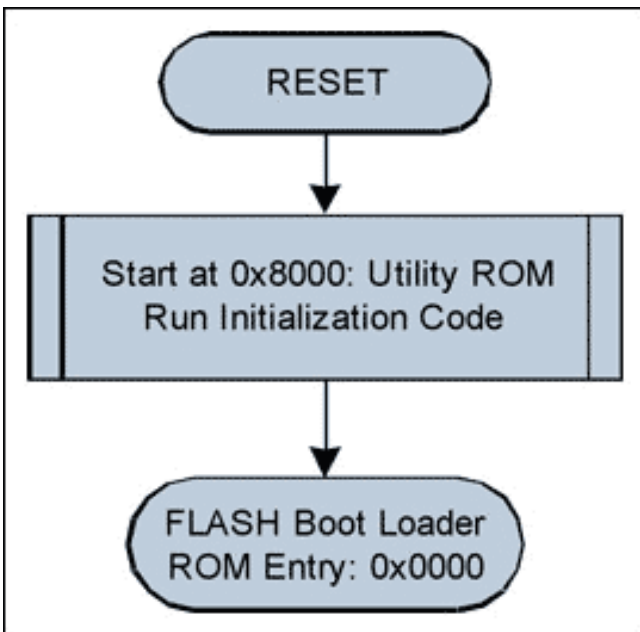 RESET
Start at 0x8000: Utility ROM
Run Initialization Code
FLASH Boot Loader
ROM Entry: 0x0000